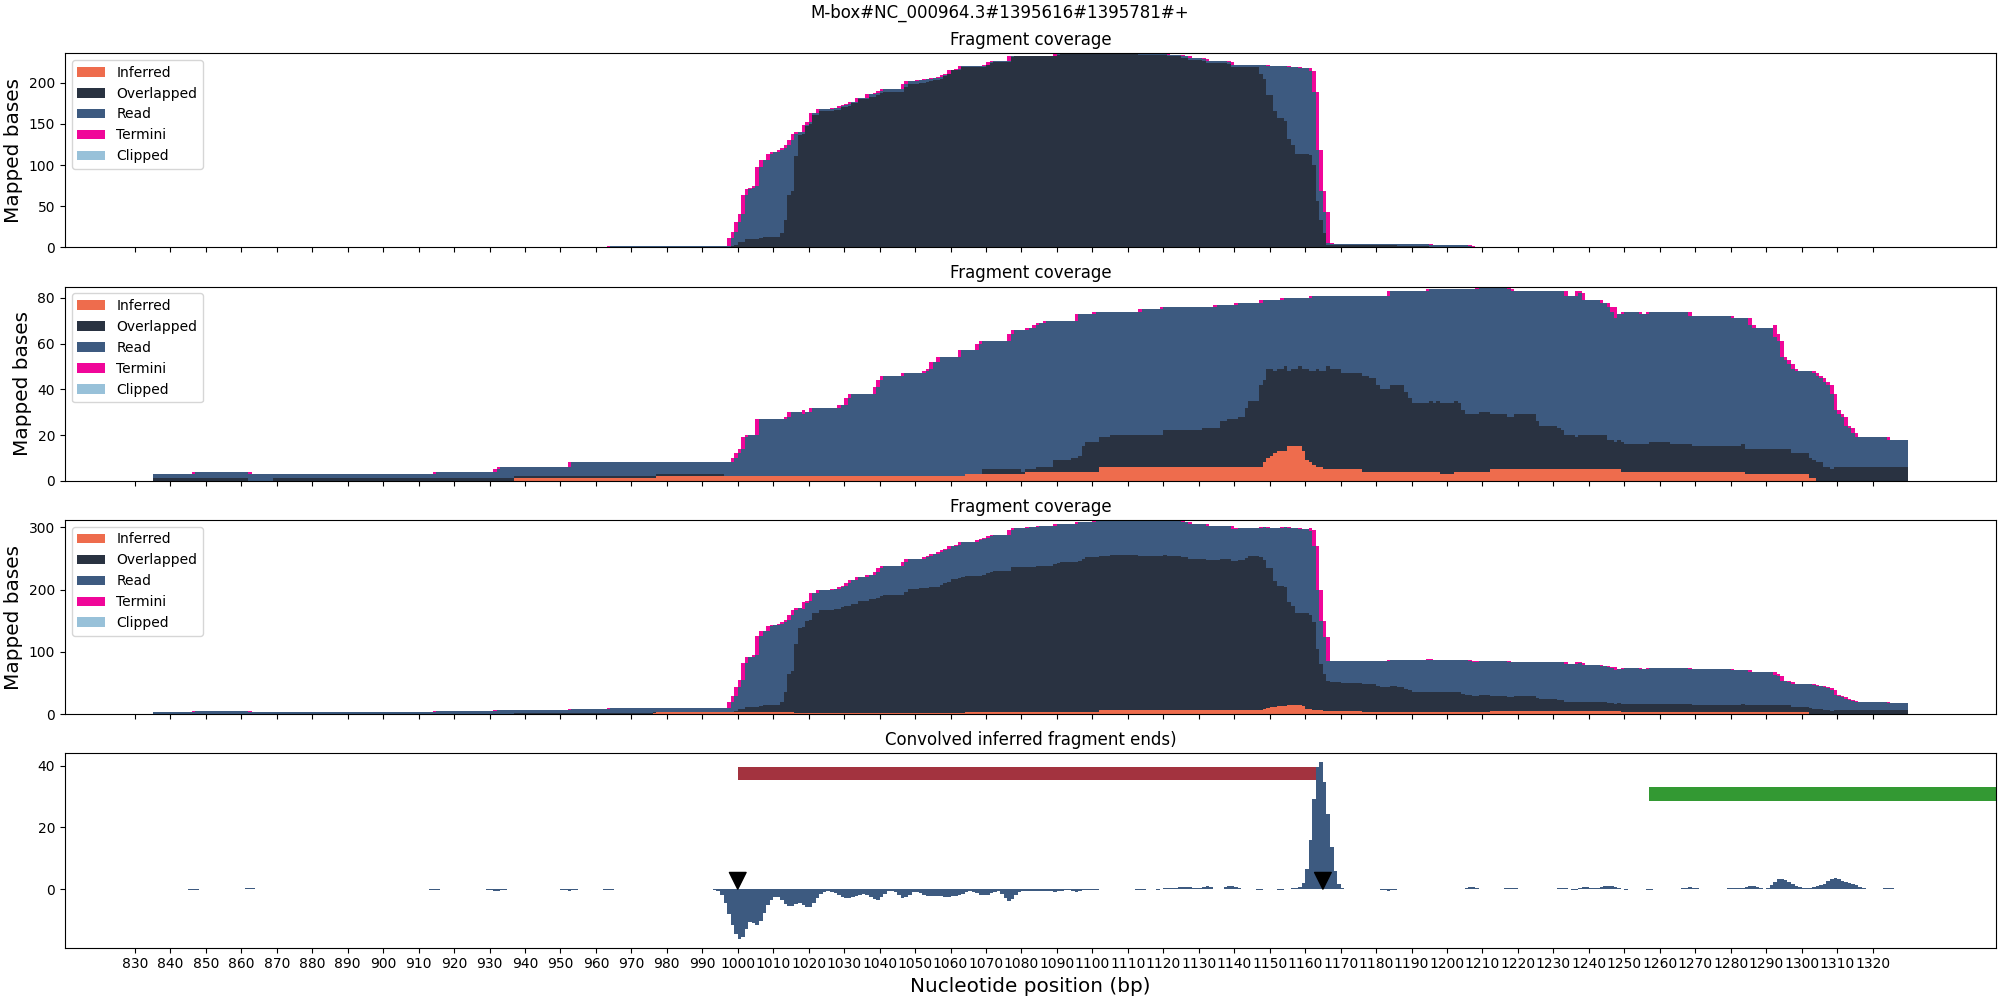 M-box#NC_000964.3#1395616#1395781#+
Fragment coverage
Mapped bases
200
150
100
50
0
Inferred
Overlapped
Read
Termini
Clipped
Fragment coverage
Mapped bases
80
60
40
20
0
Inferred
Overlapped
Read
Termini
Clipped
Fragment coverage
Mapped bases
300
200
100
0
Inferred
Overlapped
Read
Termini
Clipped
Convolved inferred fragment ends)
40
20
0
830 840 850 860 870 880 890 900 910 920 930 940 950 960 970 980 990 1000 1010 1020 1030 1040 1050 1060 1070 1080 1090 1100 1110 1120 1130 1140 1150 1160 1170 1180 1190 1200 1210 1220 1230 1240 1250 1260 1270 1280 1290 1300 1310 1320
Nucleotide position (bp)